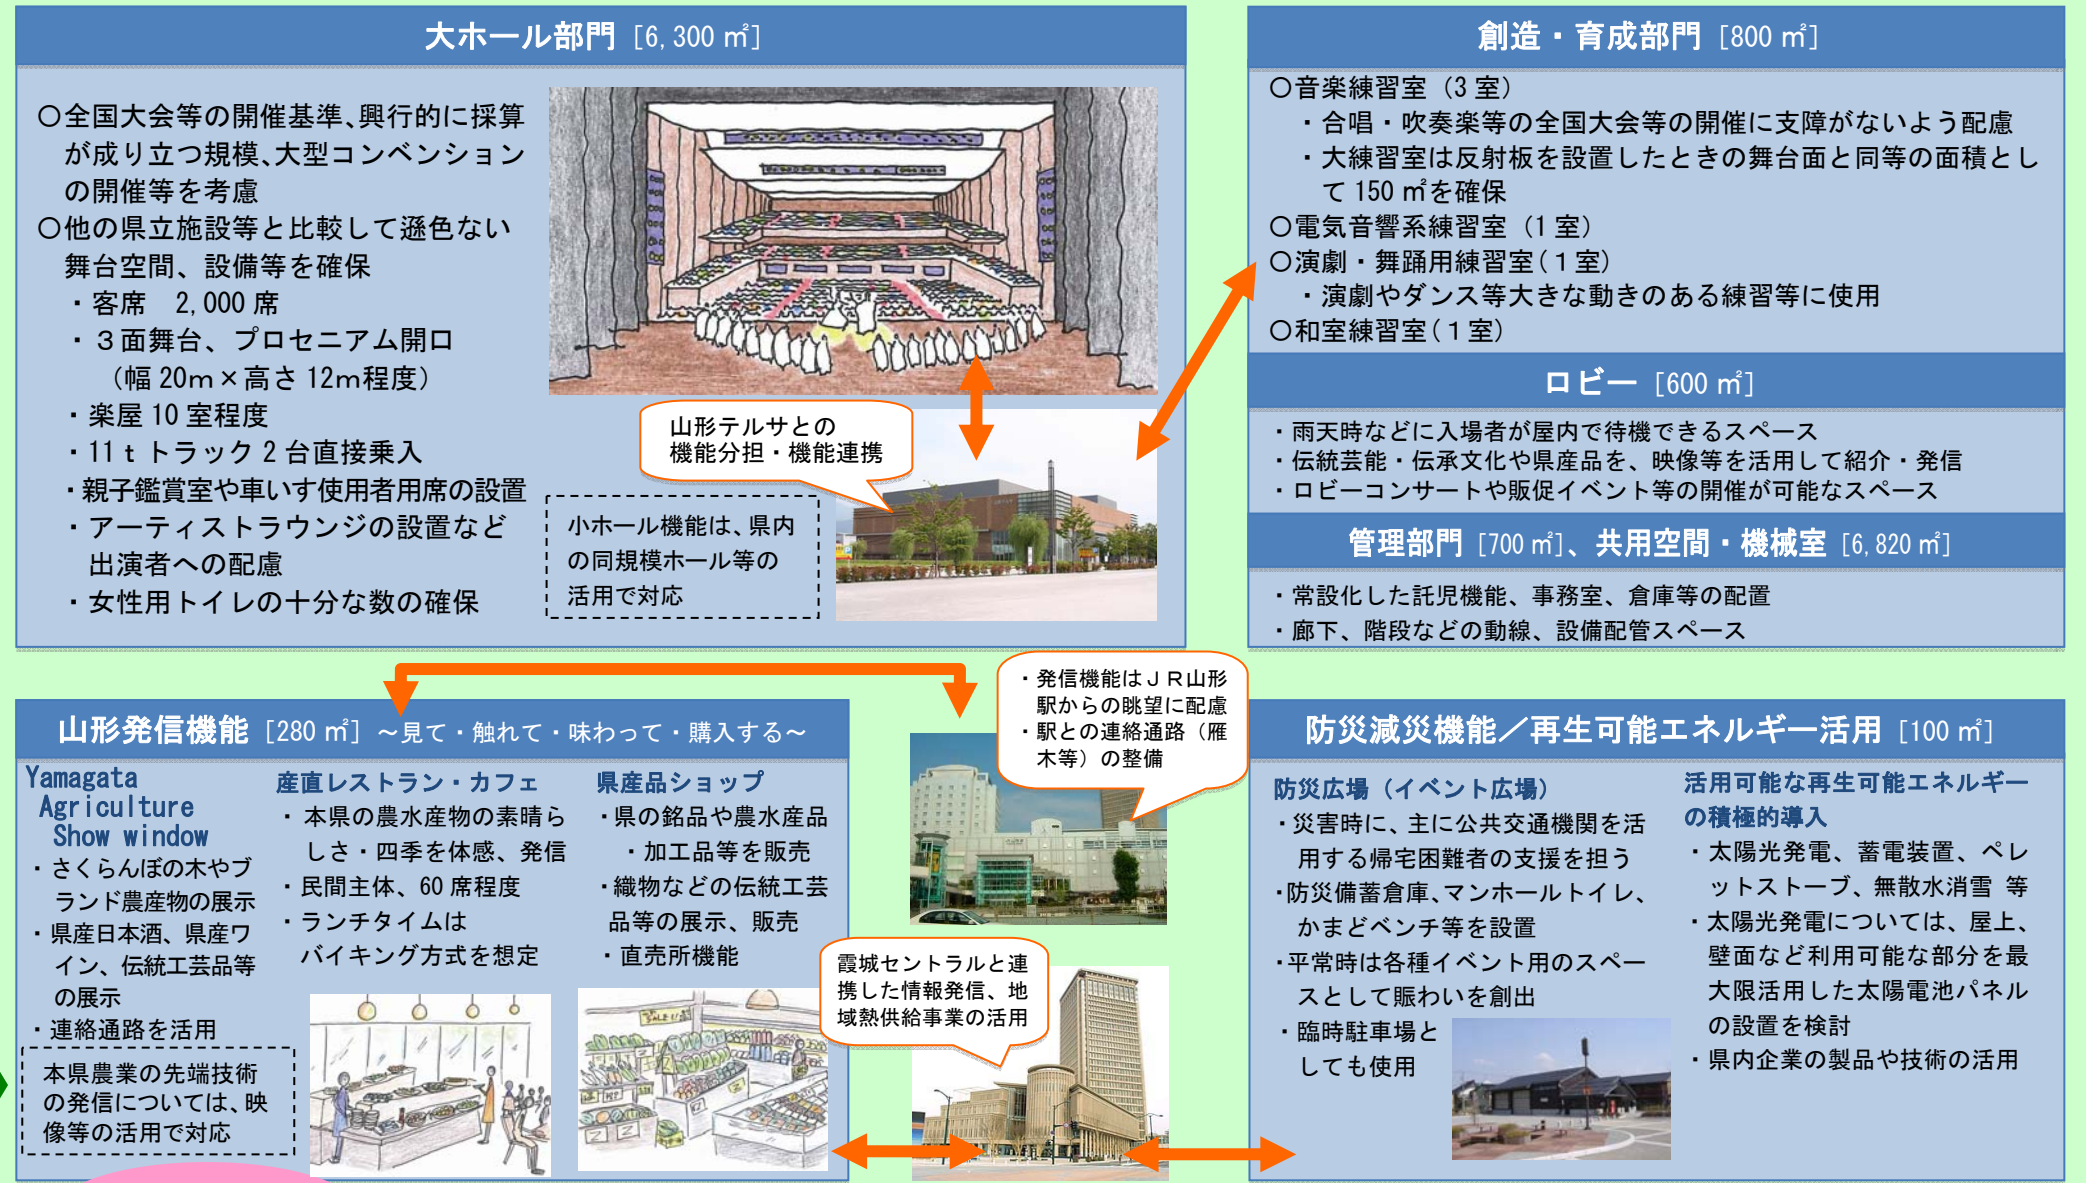 大ホール部門［6,300 ㎡］
〇全国大会等の開催基準、興行的に採算
が成り立つ規模、大型コンベンション
の開催等を考慮
〇他の県立施設等と比較して遜色ない
舞台空間、設備等を確保
・客席　2,000 席
・３面舞台、プロセニアム開口
（幅 20ｍ×高さ 12ｍ程度）
・楽屋 10 室程度
・11ｔトラック 2 台直接乗入
・親子鑑賞室や車いす使用者用席の設置
・アーティストラウンジの設置など
出演者への配慮
・女性用トイレの十分な数の確保
山形テルサとの
機能分担・機能連携
小ホール機能は、県内
の同規模ホール等の
活用で対応
創造・育成部門［800 ㎡］
〇音楽練習室（3 室）
・合唱・吹奏楽等の全国大会等の開催に支障がないよう配慮
・大練習室は反射板を設置したときの舞台面と同等の面積とし
て 150 ㎡を確保
〇電気音響系練習室（1 室）
〇演劇・舞踊用練習室（１室）
・演劇やダンス等大きな動きのある練習等に使用
〇和室練習室（１室）
ロビー［600 ㎡］
・雨天時などに入場者が屋内で待機できるスペース
・伝統芸能・伝承文化や県産品を、映像等を活用して紹介・発信
・ロビーコンサートや販促イベント等の開催が可能なスペース
管理部門［700 ㎡］、共用空間・機械室［6,820 ㎡］
・常設化した託児機能、事務室、倉庫等の配置
・廊下、階段などの動線、設備配管スペース
山形発信機能［280 ㎡］～見て・触れて・味わって・購入する～
Yamagata
Agriculture
Show window
・さくらんぼの木やブ
ランド農産物の展示
・県産日本酒、県産ワ
イン、伝統工芸品等
の展示
・連絡通路を活用
本県農業の先端技術
の発信については、映
像等の活用で対応
産直レストラン・カフェ
・本県の農水産物の素晴ら
しさ・四季を体感、発信
・民間主体、60 席程度
・ランチタイムは
バイキング方式を想定
県産品ショップ
・県の銘品や農水産品
・加工品等を販売
・織物などの伝統工芸
品等の展示、販売
・直売所機能
・発信機能はＪＲ山形
駅からの眺望に配慮
・駅との連絡通路（雁
木等）の整備
霞城セントラルと連
携した情報発信、地
域熱供給事業の活用
防災減災機能／再生可能エネルギー活用［100 ㎡］
防災広場（イベント広場）
・災害時に、主に公共交通機関を活
用する帰宅困難者の支援を担う
・防災備蓄倉庫、マンホールトイレ、
かまどベンチ等を設置
・平常時は各種イベント用のスペー
スとして賑わいを創出
・臨時駐車場と
しても使用
活用可能な再生可能エネルギー
の積極的導入
・太陽光発電、蓄電装置、ペレ
ットストーブ、無散水消雪 等
・太陽光発電については、屋上、
壁面など利用可能な部分を最
大限活用した太陽電池パネル
の設置を検討
・県内企業の製品や技術の活用